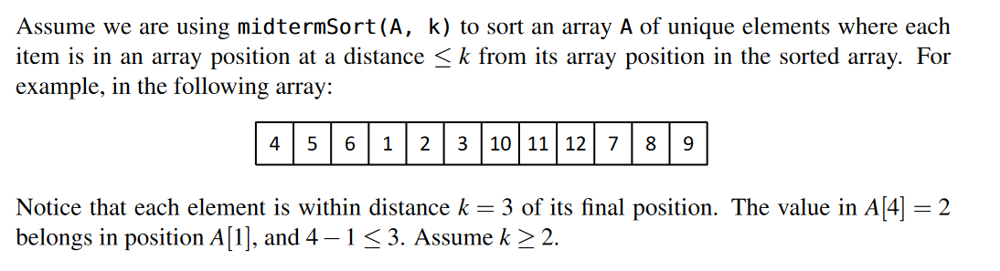 Assume we are using midtermSort(A, k) to sort an array A of unique elements where each
item is in an array position at a distance ≤ k from its array position in the sorted array. For
example, in the following array:
4 5 6 1 2 3 10 11 12 7 8 9
Notice that each element is within distance k = 3 of its final position. The value in A[4] = 2
belongs in position A[1], and 4 − 1 ≤ 3. Assume k ≥ 2.